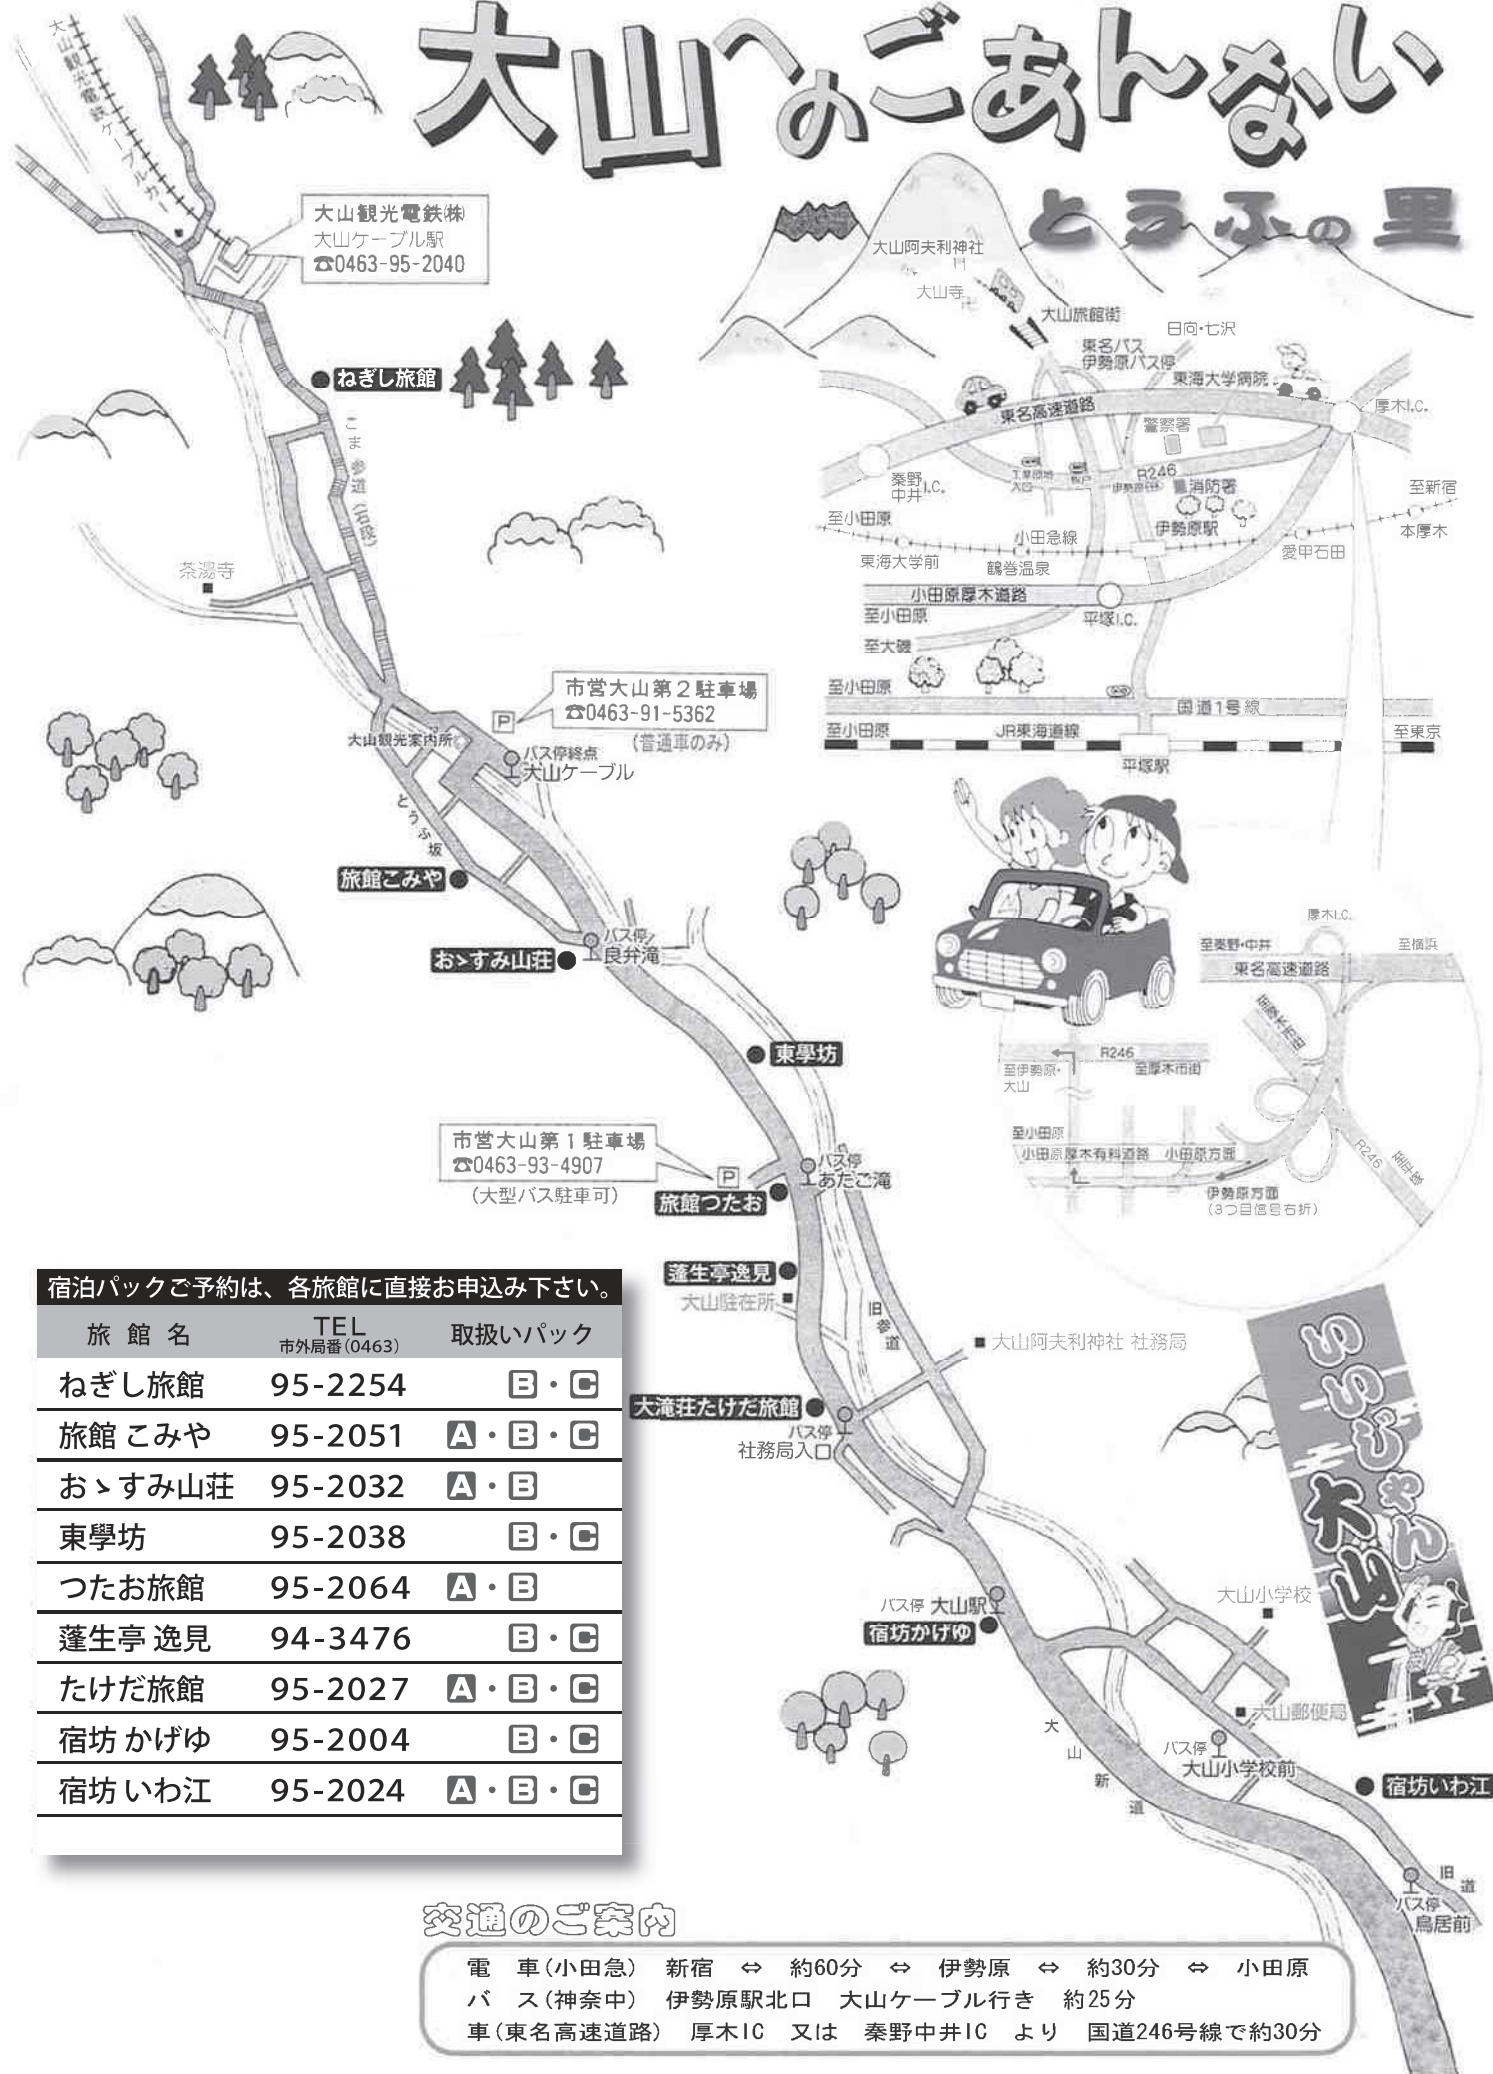 大山へのごあんない
とうふの里
大山観光電鉄ケーブルカー
大山観光電鉄㈱
大山ケーブル駅
☎0463-95-2040
ねぎし旅館
こま参道(石段)
茶湯寺
市営大山第2駐車場
☎0463-91-5362
(普通車のみ)
P
大山観光案内所
バス停終点
大山ケーブル
とうふ坂
旅館こみや
おゝすみ山荘
バス停
良弁滝
東學坊
市営大山第1駐車場
☎0463-93-4907
(大型バス駐車可)
P
バス停
あたご滝
旅館つたお
蓬生亭逸見
大山駐在所
旧参道
大山阿夫利神社 社務局
大滝荘たけだ旅館
バス停
社務局入口
バス停 大山駅
宿坊かげゆ
大山小学校
大山郵便局
バス停
大山小学校前
大山新道
宿坊いわ江
旧道
バス停
鳥居前
大山阿夫利神社
大山寺
大山旅館街
日向・七沢
東名バス
伊勢原バス停
東海大学病院
東名高速道路
厚木I.C.
警察署
秦野
中井I.C.
工業団地
入口
R246
消防署
至新宿
至小田原
伊勢原駅
本厚木
小田急線
東海大学前
鶴巻温泉
愛甲石田
小田原厚木道路
至小田原
平塚I.C.
至大磯
至小田原
国道1号線
至小田原
JR東海道線
至東京
平塚駅
厚木I.C.
至秦野・中井
至横浜
東名高速道路
至厚木市街
R246
至伊勢原・
大山
至厚木市街
至小田原
小田原厚木有料道路
小田原方面
R246
伊勢原方面
(3つ目信号右折)
いいじゃん
大山
宿泊パックご予約は、各旅館に直接お申込み下さい。
旅館名 TEL 市外局番(0463) 取扱いパック
ねぎし旅館 95-2254 B・C
旅館 こみや 95-2051 A・B・C
おゝすみ山荘 95-2032 A・B
東學坊 95-2038 B・C
つたお旅館 95-2064 A・B
蓬生亭 逸見 94-3476 B・C
たけだ旅館 95-2027 A・B・C
宿坊 かげゆ 95-2004 B・C
宿坊 いわ江 95-2024 A・B・C
交通のご案内
電 車(小田急) 新宿 ⇔ 約60分 ⇔ 伊勢原 ⇔ 約30分 ⇔ 小田原
バ ス(神奈中) 伊勢原駅北口 大山ケーブル行き 約25分
車(東名高速道路) 厚木IC 又は 秦野中井IC より 国道246号線で約30分